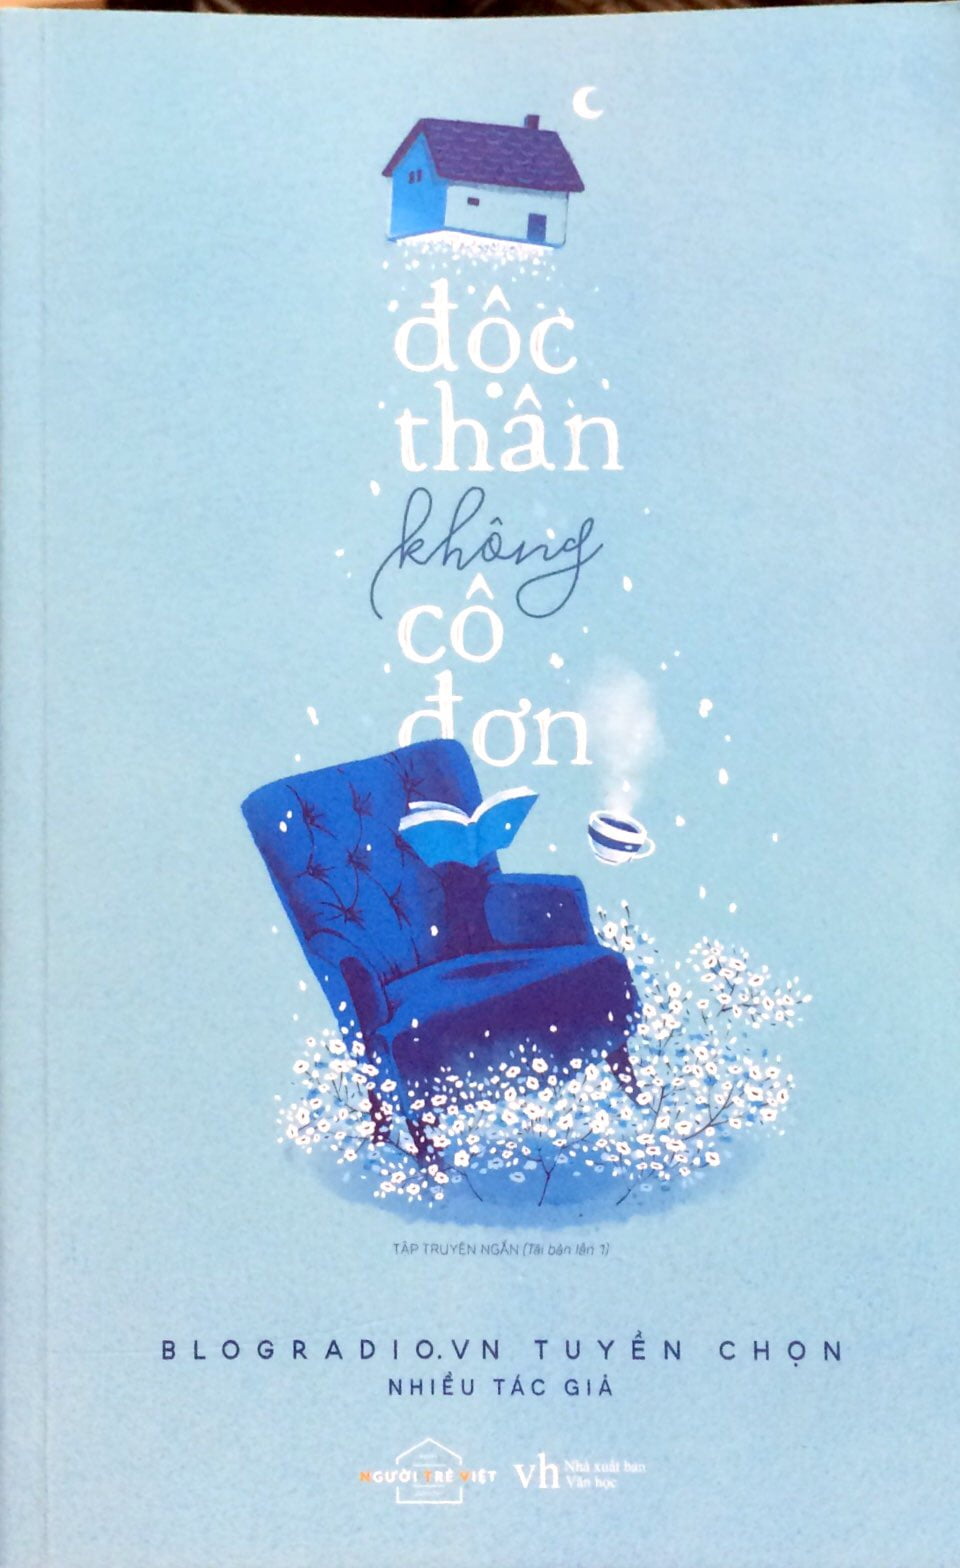 độc
thân
không
cô
đơn
TẬP TRUYỆN NGẮN (Tái bản lần 1)
BLOGRADIO.VN TUYỂN CHỌN
NHIỀU TÁC GIẢ
NGƯỜI TRẺ VIỆT
vh Nhà xuất bản
Văn học